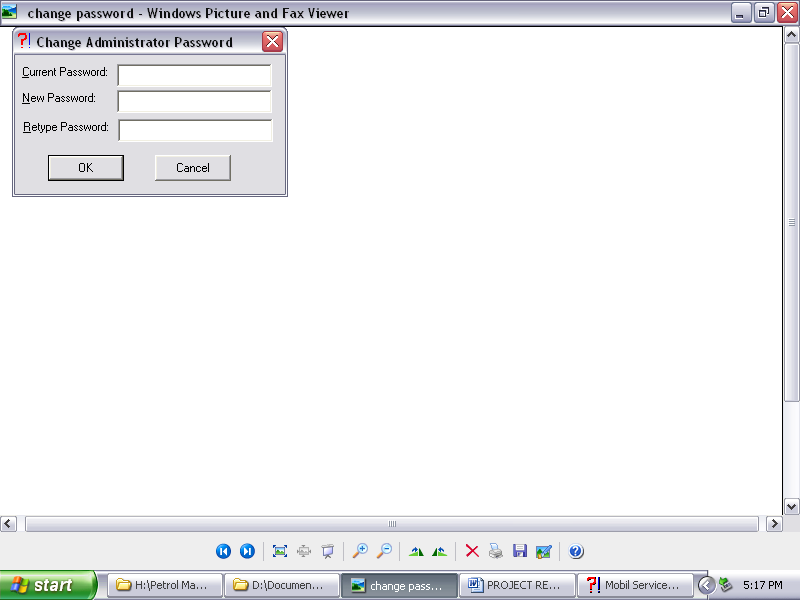 change password - Windows Picture and Fax Viewer
Change Administrator Password
Current Password:
New Password:
Retype Password:
OK Cancel
start H:\Petrol Ma... D:\Documen... change pass... PROJECT RE... Mobil Service... 5:17 PM